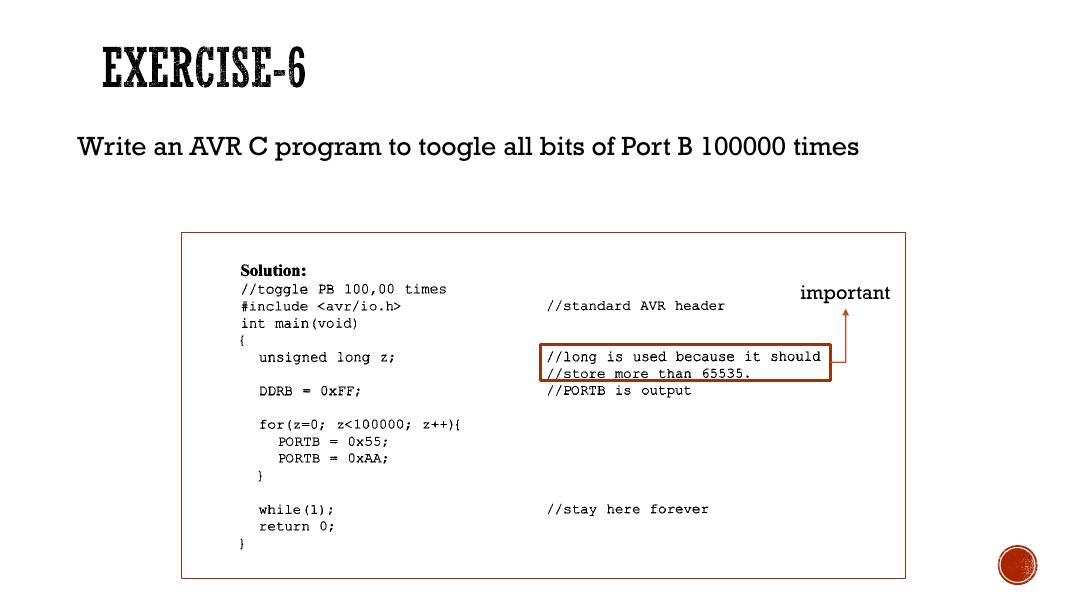 EXERCISE-6
Write an AVR C program to toogle all bits of Port B 100000 times
Solution:
//toggle PB 100,00 times
important
#include <avr/io.h> //standard AVR header
int main(void)
{
unsigned long z; //long is used because it should
//store more than 65535.
DDRB = 0xFF; //PORTB is output
for(z=0; z<100000; z++){
PORTB = 0x55;
PORTB = 0xAA;
}
while(1); //stay here forever
return 0;
}